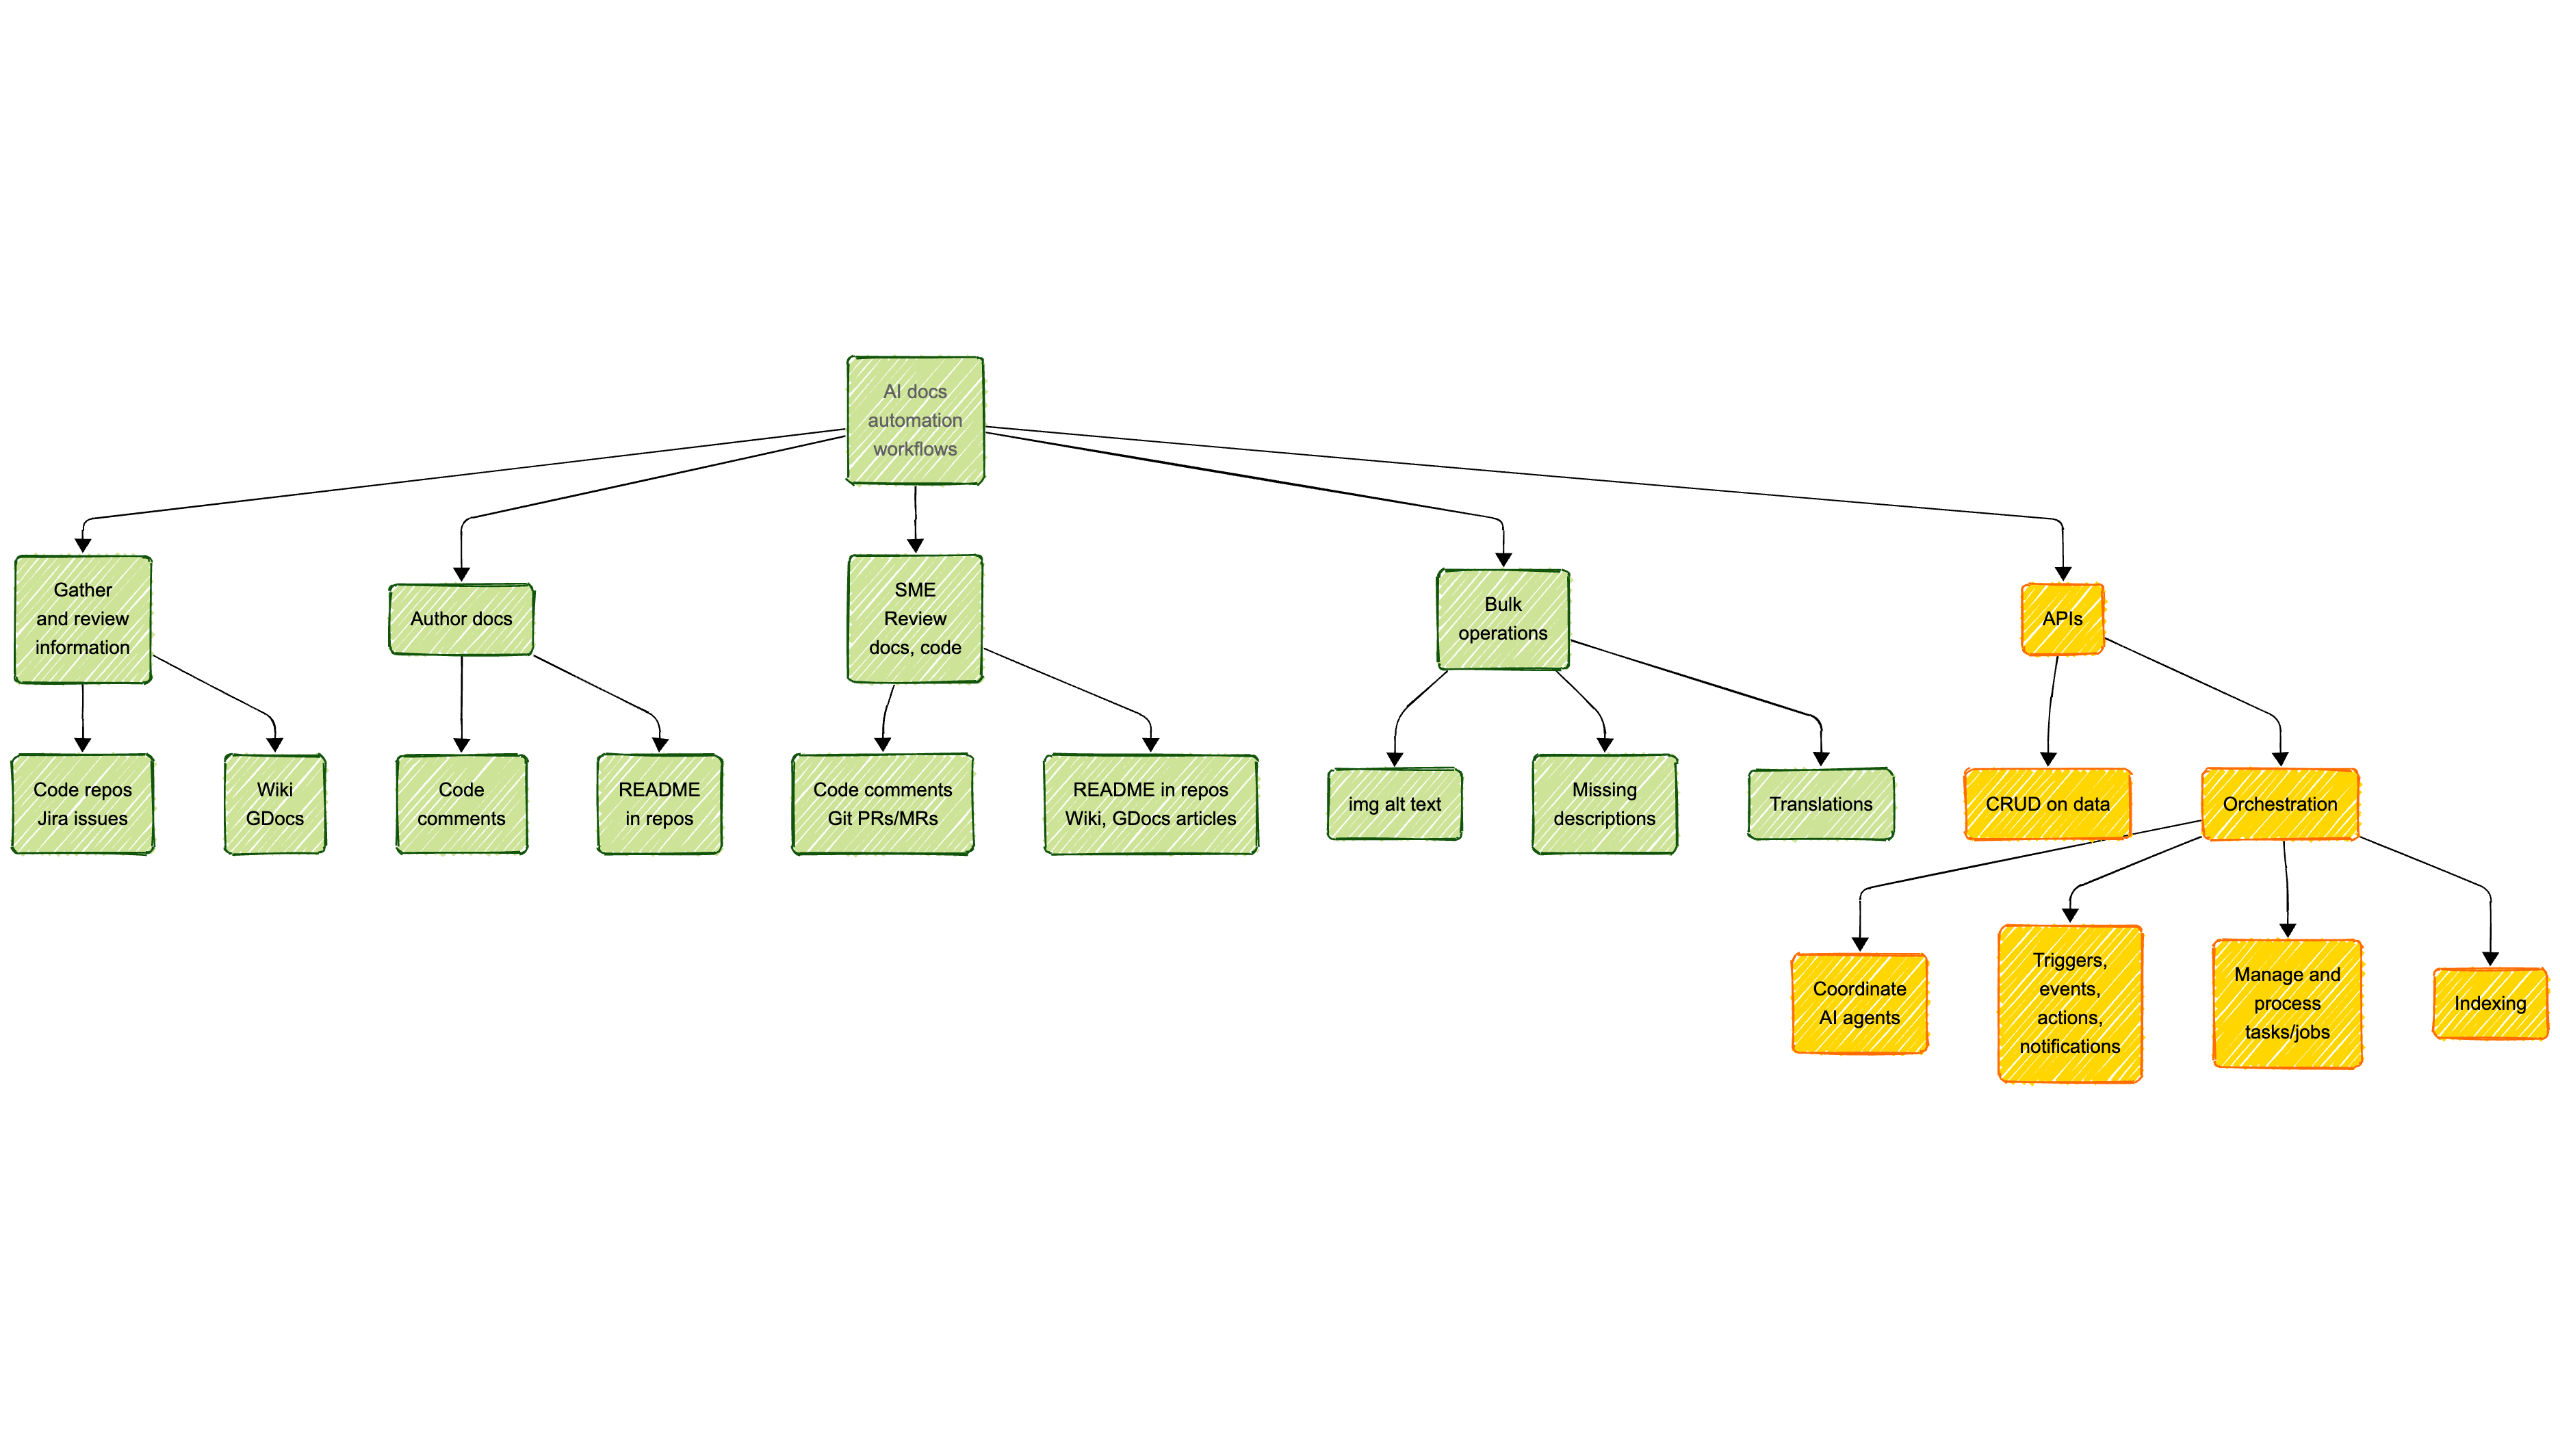 AI docs
automation
workflows
Gather
and review
information
Author docs
SME
Review
docs, code
Bulk
operations
APIs
Code repos
Jira issues
Wiki
GDocs
Code
comments
README
in repos
Code comments
Git PRs/MRs
README in repos
Wiki, GDocs articles
img alt text
Missing
descriptions
Translations
CRUD on data
Orchestration
Coordinate
AI agents
Triggers,
events,
actions,
notifications
Manage and
process
tasks/jobs
Indexing